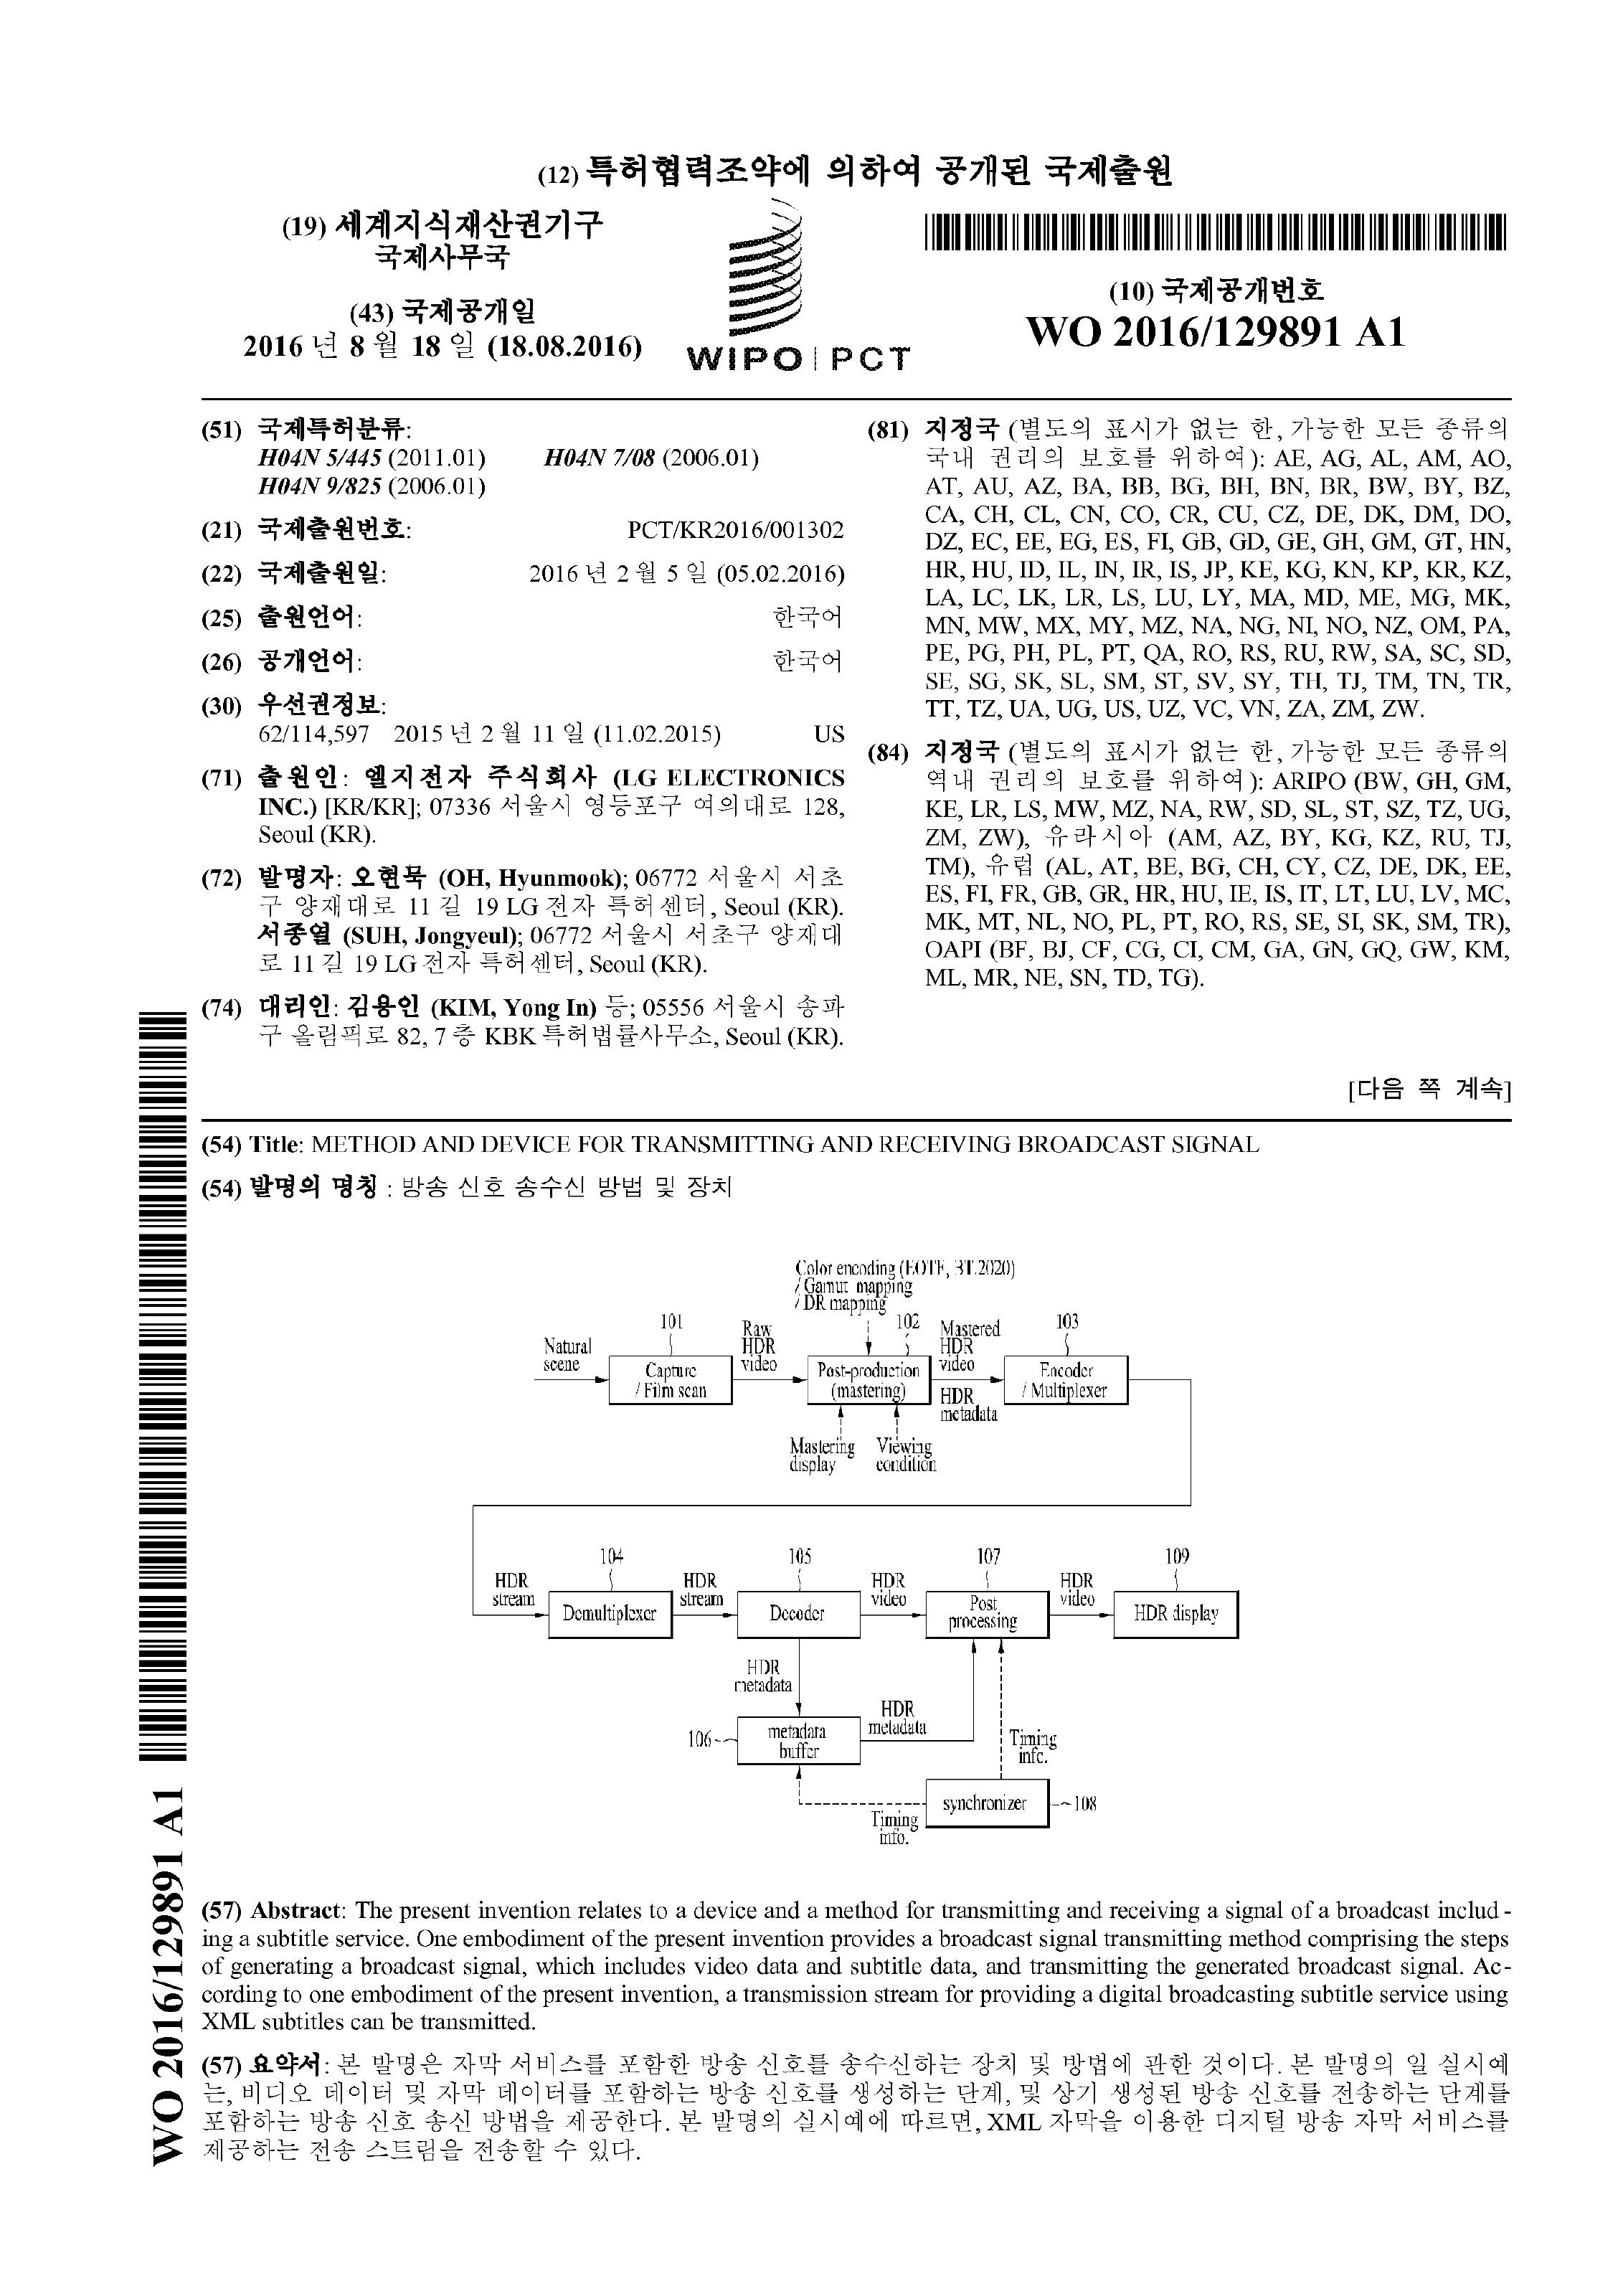 (12) 특허협력조약에 의하여 공개된 국제출원
(19) 세계지식재산권기구
국제사무국
(43) 국제공개일
2016 년 8 월 18 일 (18.08.2016)
WIPO | PCT
(10) 국제공개번호
WO 2016/129891 A1
(51) 국제특허분류:
H04N 5/445 (2011.01) H04N 7/08 (2006.01)
H04N 9/825 (2006.01)
(21) 국제출원번호: PCT/KR2016/001302
(22) 국제출원일: 2016 년 2 월 5 일 (05.02.2016)
(25) 출원언어: 한국어
(26) 공개언어: 한국어
(30) 우선권정보:
62/114,597 2015 년 2 월 11 일 (11.02.2015) US
(71) 출원인: 엘지전자 주식회사 (LG ELECTRONICS
INC.) [KR/KR]; 07336 서울시 영등포구 여의대로 128,
Seoul (KR).
(72) 발명자: 오현묵 (OH, Hyunmook); 06772 서울시 서초
구 양재대로 11 길 19 LG 전자 특허센터, Seoul (KR).
서종열 (SUH, Jongyeul); 06772 서울시 서초구 양재대
로 11 길 19 LG 전자 특허센터, Seoul (KR).
(74) 대리인: 김용인 (KIM, Yong In) 등; 05556 서울시 송파
구 올림픽로 82, 7 층 KBK 특허법률사무소, Seoul (KR).
(81) 지정국 (별도의 표시가 없는 한, 가능한 모든 종류의
국내 권리의 보호를 위하여): AE, AG, AL, AM, AO,
AT, AU, AZ, BA, BB, BG, BH, BN, BR, BW, BY, BZ,
CA, CH, CL, CN, CO, CR, CU, CZ, DE, DK, DM, DO,
DZ, EC, EE, EG, ES, FI, GB, GD, GE, GH, GM, GT, HN,
HR, HU, ID, IL, IN, IR, IS, JP, KE, KG, KN, KP, KR, KZ,
LA, LC, LK, LR, LS, LU, LY, MA, MD, ME, MG, MK,
MN, MW, MX, MY, MZ, NA, NG, NI, NO, NZ, OM, PA,
PE, PG, PH, PL, PT, QA, RO, RS, RU, RW, SA, SC, SD,
SE, SG, SK, SL, SM, ST, SV, SY, TH, TJ, TM, TN, TR,
TT, TZ, UA, UG, US, UZ, VC, VN, ZA, ZM, ZW.
(84) 지정국 (별도의 표시가 없는 한, 가능한 모든 종류의
역내 권리의 보호를 위하여): ARIPO (BW, GH, GM,
KE, LR, LS, MW, MZ, NA, RW, SD, SL, ST, SZ, TZ, UG,
ZM, ZW), 유라시아 (AM, AZ, BY, KG, KZ, RU, TJ,
TM), 유럽 (AL, AT, BE, BG, CH, CY, CZ, DE, DK, EE,
ES, FI, FR, GB, GR, HR, HU, IE, IS, IT, LT, LU, LV, MC,
MK, MT, NL, NO, PL, PT, RO, RS, SE, SI, SK, SM, TR),
OAPI (BF, BJ, CF, CG, CI, CM, GA, GN, GQ, GW, KM,
ML, MR, NE, SN, TD, TG).
[다음 쪽 계속]
(54) Title: METHOD AND DEVICE FOR TRANSMITTING AND RECEIVING BROADCAST SIGNAL
(54) 발명의 명칭 : 방송 신호 송수신 방법 및 장치
Color encoding (EOTF, BT.2020)
/ Gamut mapping
/ DR mapping
101
102
103
Natural
scene
Capture
/ Film scan
Raw
HDR
video
Post-production
(mastering)
Mastered
HDR
video
HDR
metadata
Encoder
/ Multiplexer
Mastering
display
Viewing
condition
104
105
107
109
HDR
stream
Demultiplexer
HDR
stream
Decoder
HDR
video
Post
processing
HDR
video
HDR display
HDR
metadata
106
metadata
buffer
HDR
metadata
Timing
info.
synchronizer
108
Timing
info.
(57) Abstract: The present invention relates to a device and a method for transmitting and receiving a signal of a broadcast includ-
ing a subtitle service. One embodiment of the present invention provides a broadcast signal transmitting method comprising the steps
of generating a broadcast signal, which includes video data and subtitle data, and transmitting the generated broadcast signal. Ac-
cording to one embodiment of the present invention, a transmission stream for providing a digital broadcasting subtitle service using
XML subtitles can be transmitted.
(57) 요약서: 본 발명은 자막 서비스를 포함한 방송 신호를 송수신하는 장치 및 방법에 관한 것이다. 본 발명의 일 실시예
는, 비디오 데이터 및 자막 데이터를 포함하는 방송 신호를 생성하는 단계, 및 상기 생성된 방송 신호를 전송하는 단계를
포함하는 방송 신호 송신 방법을 제공한다. 본 발명의 실시예에 따르면, XML 자막을 이용한 디지털 방송 자막 서비스를
제공하는 전송 스트림을 전송할 수 있다.
WO 2016/129891 A1